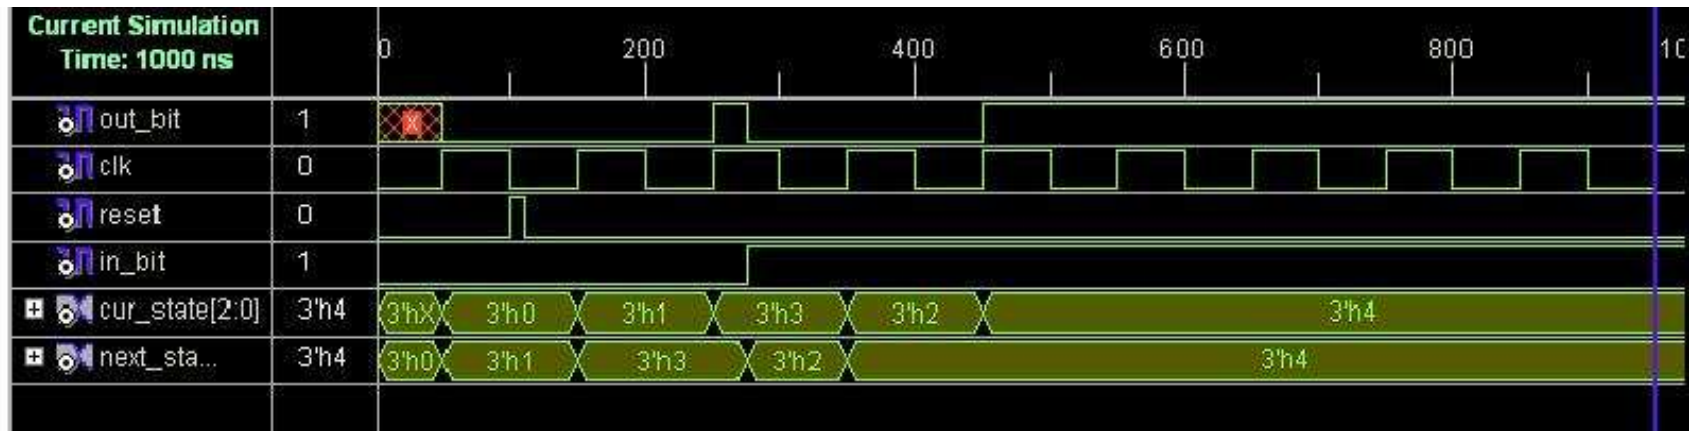 Current Simulation
Time: 1000 ns
0 200 400 600 800 10
out_bit 1 X
clk 0
reset 0
in_bit 1
cur_state[2:0] 3'h4 3'hX 3'h0 3'h1 3'h3 3'h2 3'h4
next_sta... 3'h4 3'h0 3'h1 3'h3 3'h2 3'h4